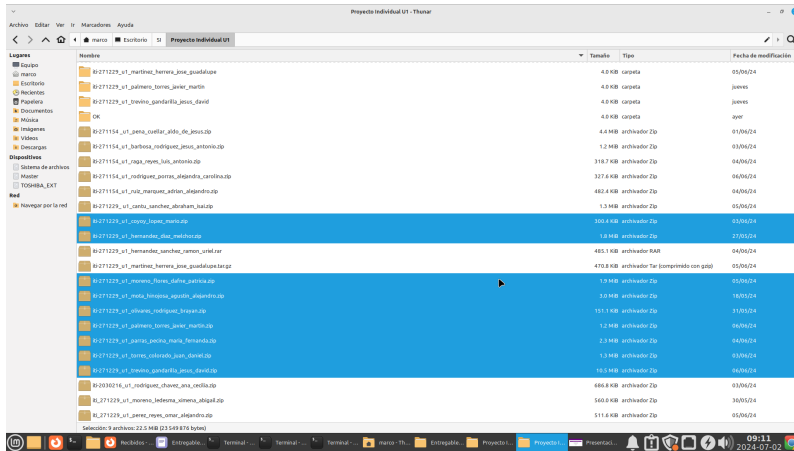 Proyecto Individual U1 - Thunar
Archivo Editar Ver Ir Marcadores Ayuda
marco Escritorio SI Proyecto Individual U1
Lugares
Equipo
marco
Escritorio
Recientes
Papelera
Documentos
Música
Imágenes
Vídeos
Descargas
Dispositivos
Sistema de archivos
Master
TOSHIBA_EXT
Red
Navegar por la red
Nombre Tamaño Tipo Fecha de modificación
iti-271229_u1_martinez_herrera_jose_guadalupe 4.0 KiB carpeta 05/06/24
iti-271229_u1_palmero_torres_javier_martin 4.0 KiB carpeta jueves
iti-271229_u1_trevino_gandarilla_jesus_david 4.0 KiB carpeta jueves
OK 4.0 KiB carpeta ayer
iti-271154_u1_pena_cuellar_aldo_de_jesus.zip 4.4 MiB archivador Zip 01/06/24
iti-271154_u1_barbosa_rodriguez_jesus_antonio.zip 1.2 MiB archivador Zip 03/06/24
iti-271154_u1_raga_reyes_luis_antonio.zip 318.7 KiB archivador Zip 04/06/24
iti-271154_u1_rodriguez_porras_alejandra_carolina.zip 327.6 KiB archivador Zip 06/06/24
iti-271154_u1_ruiz_marquez_adrian_alejandro.zip 482.4 KiB archivador Zip 04/06/24
iti-271229_u1_cantu_sanchez_abraham_isai.zip 1.3 MiB archivador Zip 05/06/24
iti-271229_u1_coyoy_lopez_mario.zip 300.4 KiB archivador Zip 03/06/24
iti-271229_u1_hernandez_diaz_melchor.zip 1.8 MiB archivador Zip 27/05/24
iti-271229_u1_hernandez_sanchez_ramon_uriel.rar 485.1 KiB archivador RAR 04/06/24
iti-271229_u1_martinez_herrera_jose_guadalupe.tar.gz 470.8 KiB archivador Tar (comprimido con gzip) 05/06/24
iti-271229_u1_moreno_flores_dafne_patricia.zip 1.9 MiB archivador Zip 05/06/24
iti-271229_u1_mota_hinojosa_agustin_alejandro.zip 3.0 MiB archivador Zip 18/05/24
iti-271229_u1_olivares_rodriguez_brayan.zip 151.1 KiB archivador Zip 31/05/24
iti-271229_u1_palmero_torres_javier_martin.zip 1.2 MiB archivador Zip 06/06/24
iti-271229_u1_parras_pecina_maria_fernanda.zip 2.3 MiB archivador Zip 04/06/24
iti-271229_u1_torres_colorado_juan_daniel.zip 1.3 MiB archivador Zip 03/06/24
iti-271229_u1_trevino_gandarilla_jesus_david.zip 10.5 MiB archivador Zip 06/06/24
iti-2030216_u1_rodriguez_chavez_ana_cecilia.zip 686.8 KiB archivador Zip 03/06/24
iti_271229_u1_moreno_ledesma_ximena_abigail.zip 560.0 KiB archivador Zip 30/05/24
iti_271229_u1_perez_reyes_omar_alejandro.zip 511.6 KiB archivador Zip 05/06/24
Selección: 9 archivos: 22.5 MiB (23 549 876 bytes)
Recibidos - ... Entregable... Terminal - ... Terminal - ... Terminal - ... marco - Th... Entregable... Proyecto I... Proyecto I... Presentaci... 09:11
2024-07-02